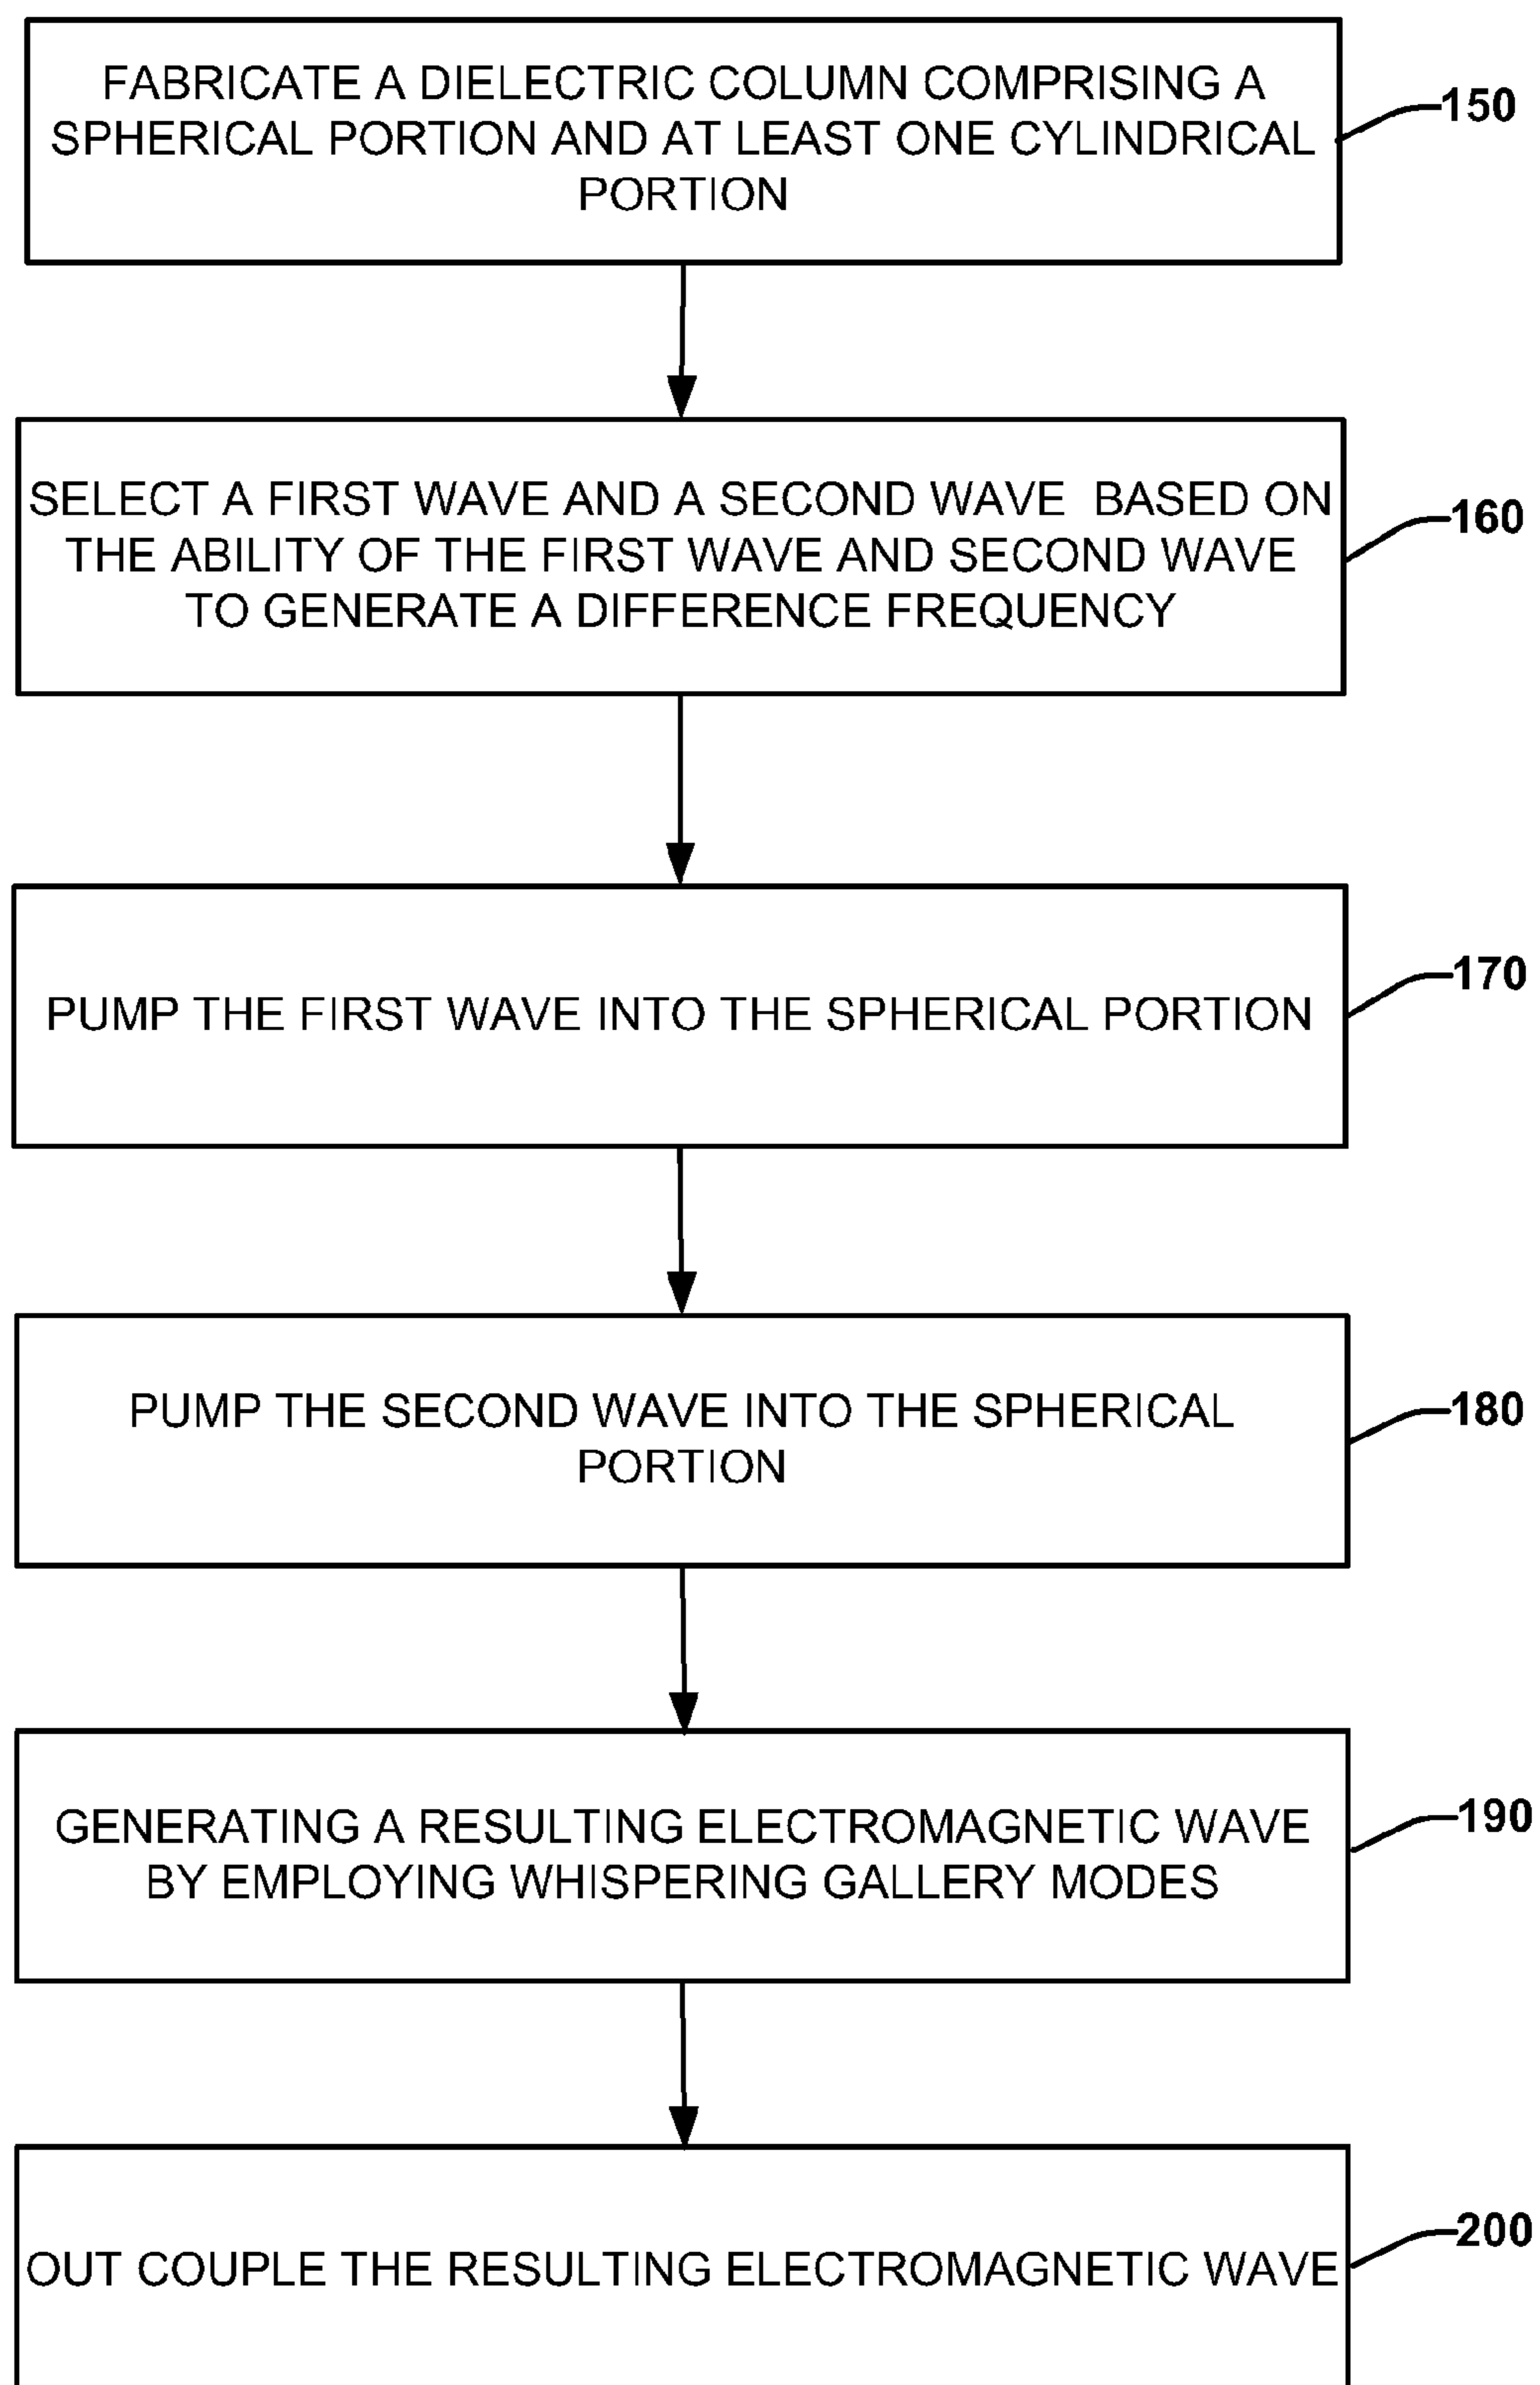 FABRICATE A DIELECTRIC COLUMN COMPRISING A
SPHERICAL PORTION AND AT LEAST ONE CYLINDRICAL
PORTION
150
SELECT A FIRST WAVE AND A SECOND WAVE BASED ON
THE ABILITY OF THE FIRST WAVE AND SECOND WAVE
TO GENERATE A DIFFERENCE FREQUENCY
160
PUMP THE FIRST WAVE INTO THE SPHERICAL PORTION
170
PUMP THE SECOND WAVE INTO THE SPHERICAL
PORTION
180
GENERATING A RESULTING ELECTROMAGNETIC WAVE
BY EMPLOYING WHISPERING GALLERY MODES
190
OUT COUPLE THE RESULTING ELECTROMAGNETIC WAVE
200